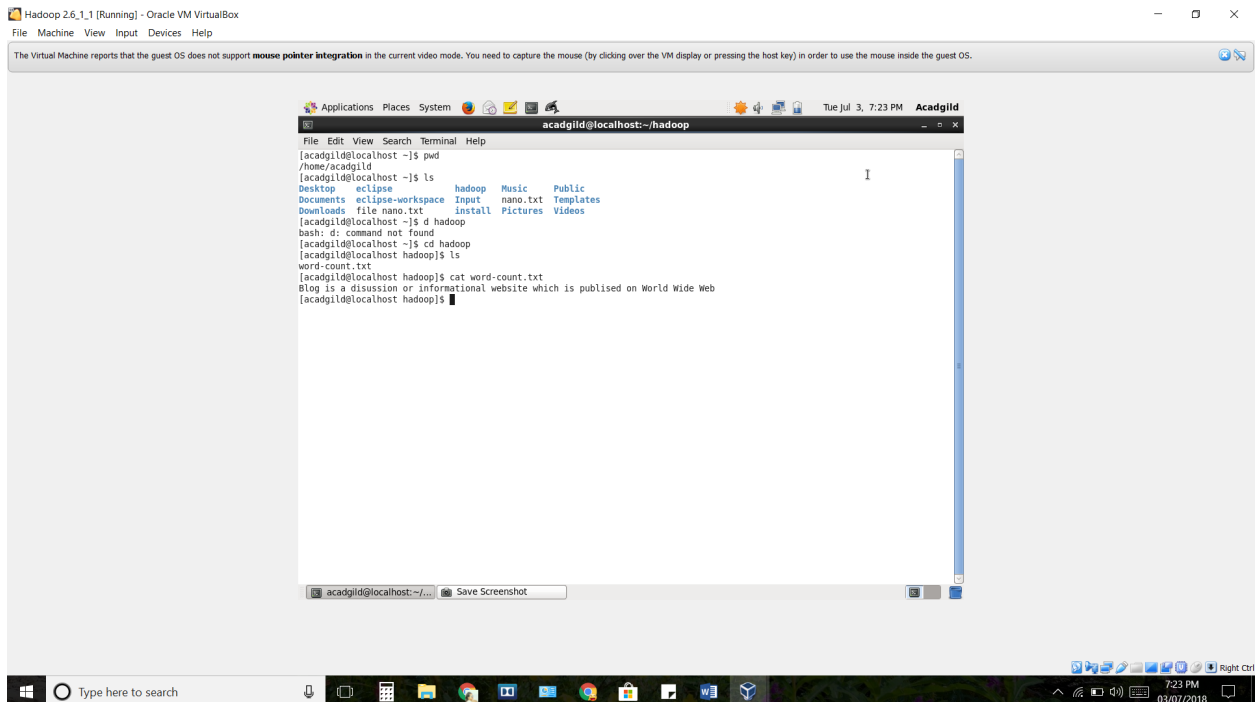 Hadoop 2.6_1_1 [Running] - Oracle VM VirtualBox
File Machine View Input Devices Help
The Virtual Machine reports that the guest OS does not support mouse pointer integration in the current video mode. You need to capture the mouse (by clicking over the VM display or pressing the host key) in order to use the mouse inside the guest OS.
Applications Places System Tue Jul 3, 7:23 PM Acadgild
acadgild@localhost:~/hadoop
File Edit View Search Terminal Help
[acadgild@localhost ~]$ pwd
/home/acadgild
[acadgild@localhost ~]$ ls
Desktop eclipse hadoop Music Public
Documents eclipse-workspace Input nano.txt Templates
Downloads file nano.txt install Pictures Videos
[acadgild@localhost ~]$ d hadoop
bash: d: command not found
[acadgild@localhost ~]$ cd hadoop
[acadgild@localhost hadoop]$ ls
word-count.txt
[acadgild@localhost hadoop]$ cat word-count.txt
Blog is a disussion or informational website which is publised on World Wide Web
[acadgild@localhost hadoop]$
acadgild@localhost:~/... Save Screenshot
Right Ctrl
Type here to search
7:23 PM
03/07/2018